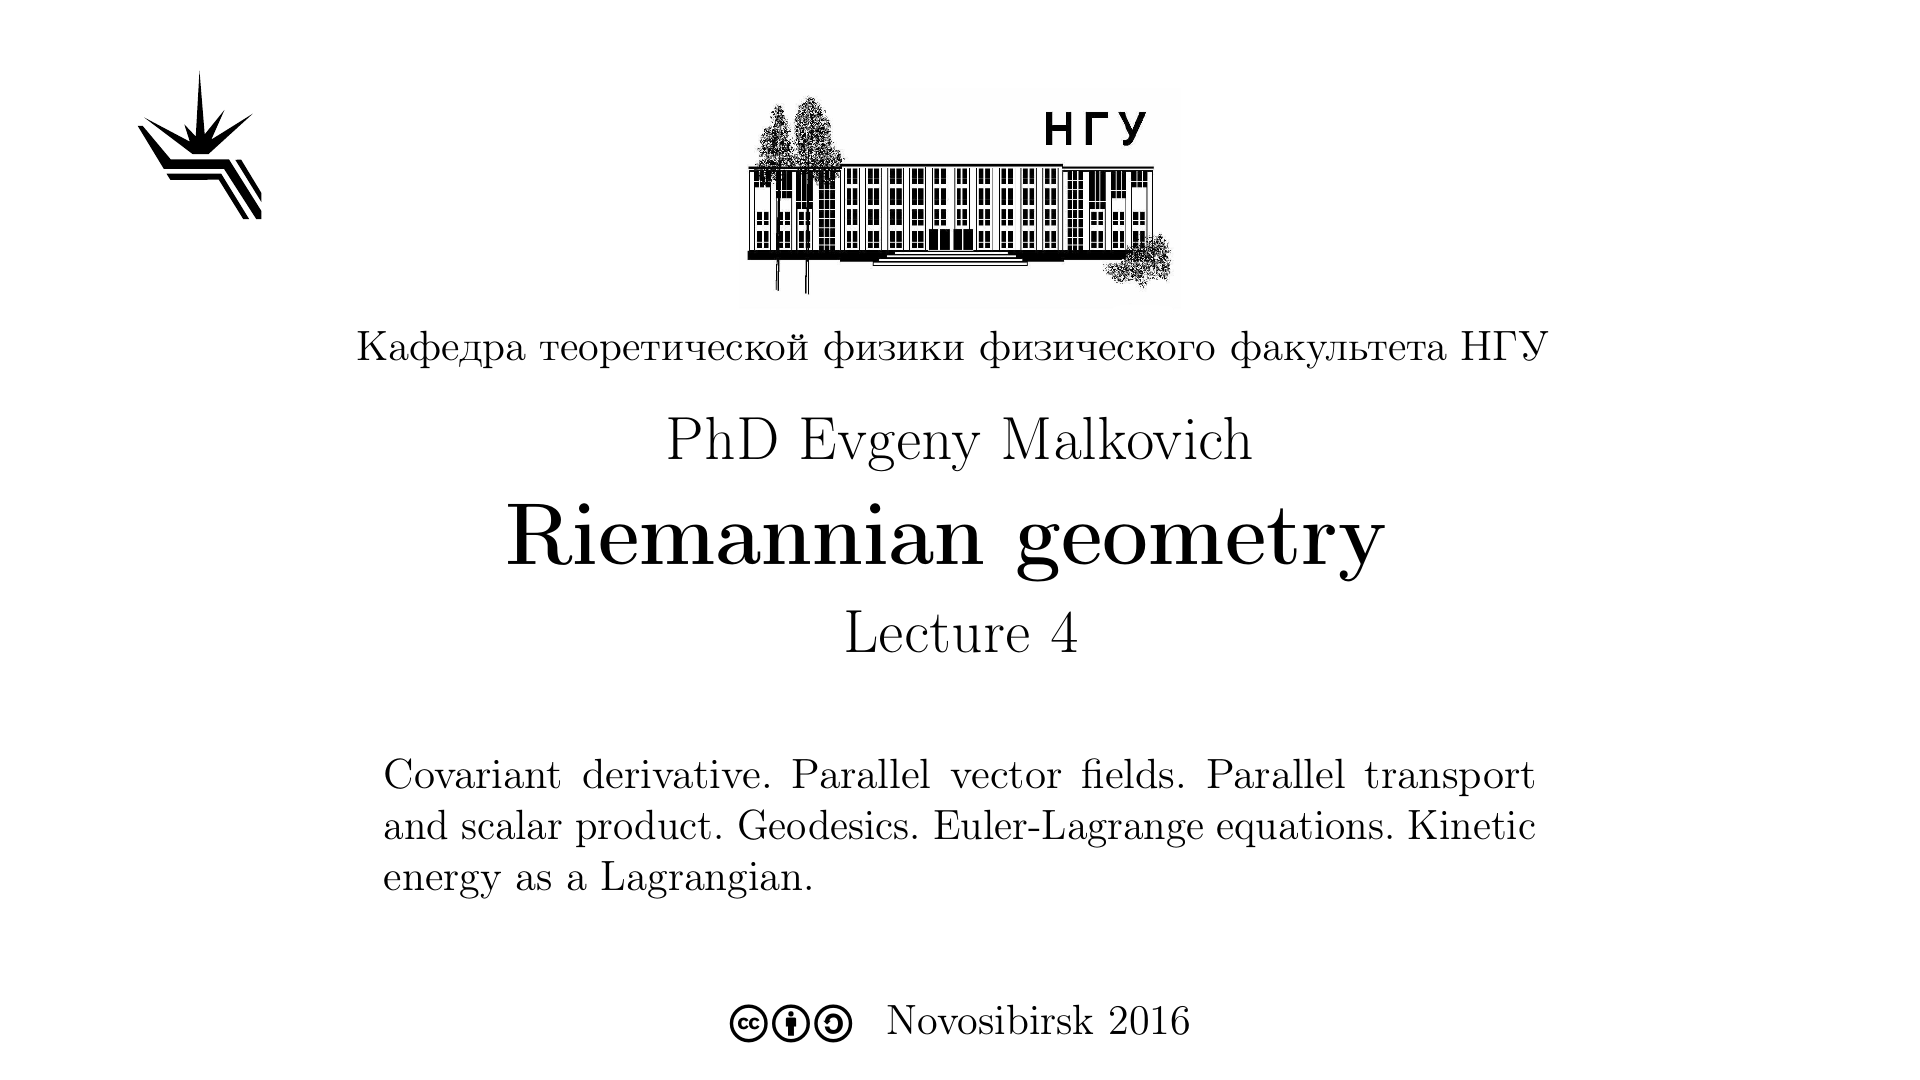 НГУ
Кафедра теоретической физики физического факультета НГУ
PhD Evgeny Malkovich
Riemannian geometry
Lecture 4
Covariant derivative. Parallel vector fields. Parallel transport
and scalar product. Geodesics. Euler-Lagrange equations. Kinetic
energy as a Lagrangian.
cc Novosibirsk 2016